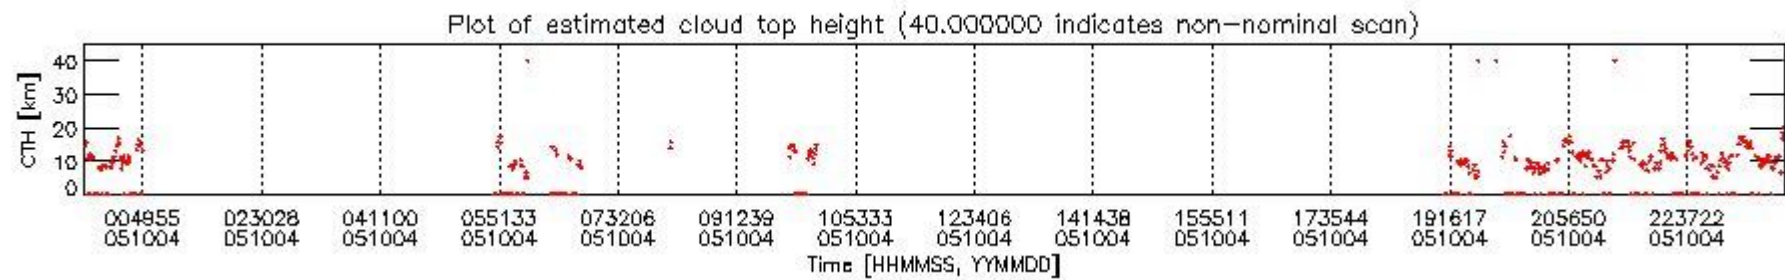 Plot of estimated cloud top height (40.000000 indicates non-nominal scan)
CTH [km]
40
30
20
10
0
004855 023028 041100 055133 073206 091239 105333 123406 141438 155511 173544 191617 205650 223722
051004 051004 051004 051004 051004 051004 051004 051004 051004 051004 051004 051004 051004 051004
Time [HHMMSS, YYMMDD]